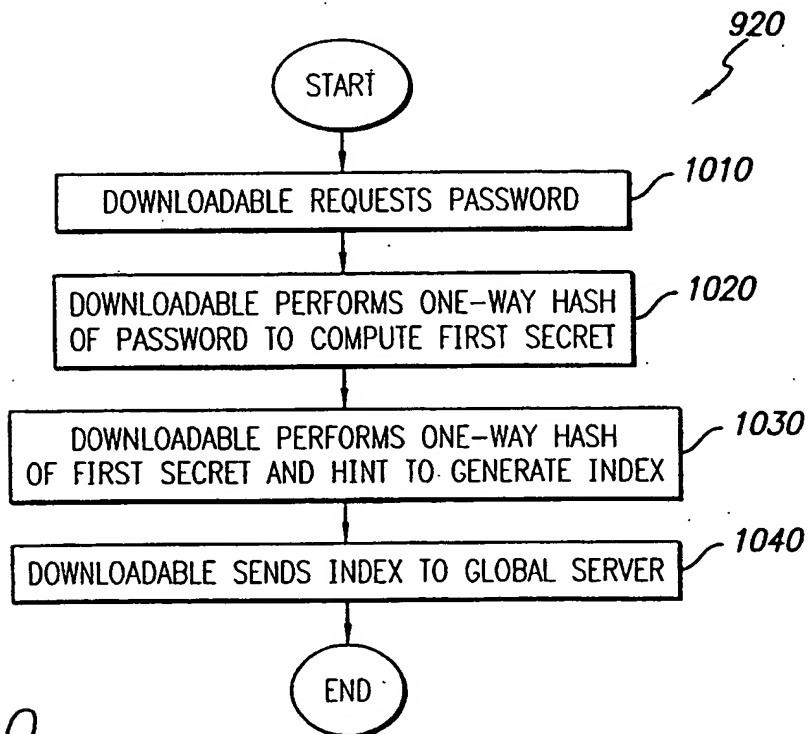 920
START
1010
DOWNLOADABLE REQUESTS PASSWORD
1020
DOWNLOADABLE PERFORMS ONE-WAY HASH
OF PASSWORD TO COMPUTE FIRST SECRET
1030
DOWNLOADABLE PERFORMS ONE-WAY HASH
OF FIRST SECRET AND HINT TO GENERATE INDEX
1040
DOWNLOADABLE SENDS INDEX TO GLOBAL SERVER
END